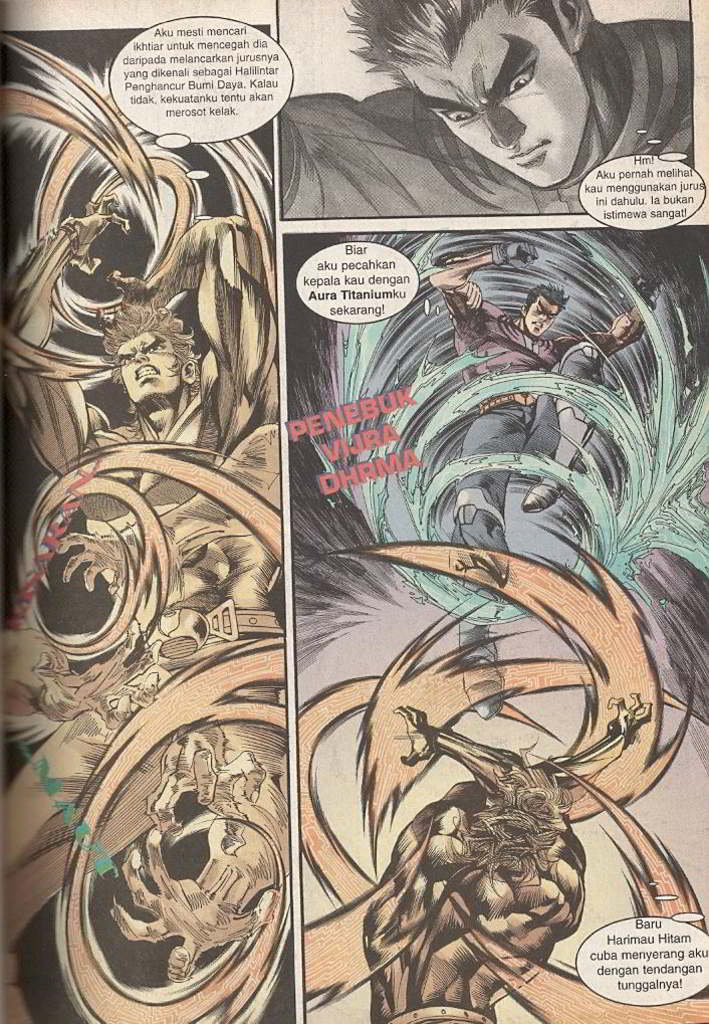 Aku mesti mencari
ikhtiar untuk mencegah dia
daripada melancarkan jurusnya
yang dikenali sebagai Halilintar
Penghancur Bumi Daya. Kalau
tidak, kekuatanku tentu akan
merosot kelak.
Hm!
Aku pernah melihat
kau menggunakan jurus
ini dahulu. Ia bukan
istimewa sangat!
Biar
aku pecahkan
kepala kau dengan
Aura Titaniumku
sekarang!
PENEBUK
VIJRA
DHRMA
Baru
Harimau Hitam
cuba menyerang aku
dengan tendangan
tunggalnya!